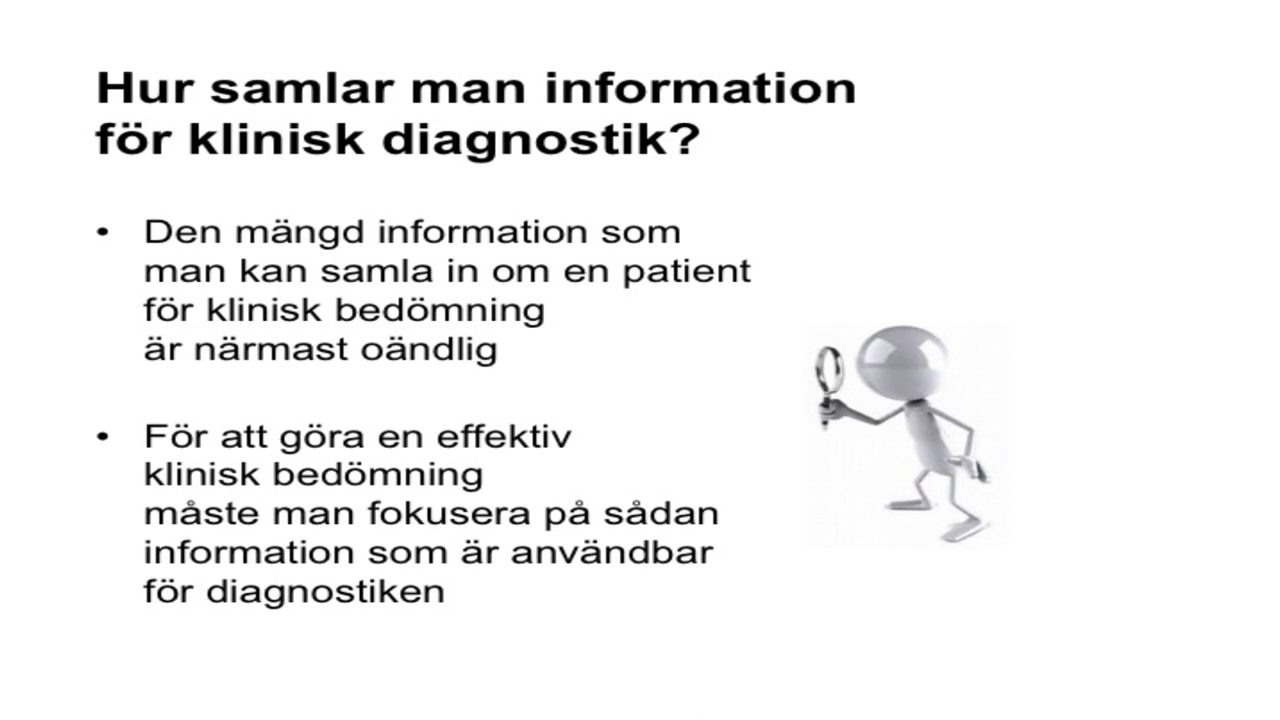 Hur samlar man information
för klinisk diagnostik?
• Den mängd information som
man kan samla in om en patient
för klinisk bedömning
är närmast oändlig
• För att göra en effektiv
klinisk bedömning
måste man fokusera på sådan
information som är användbar
för diagnostiken